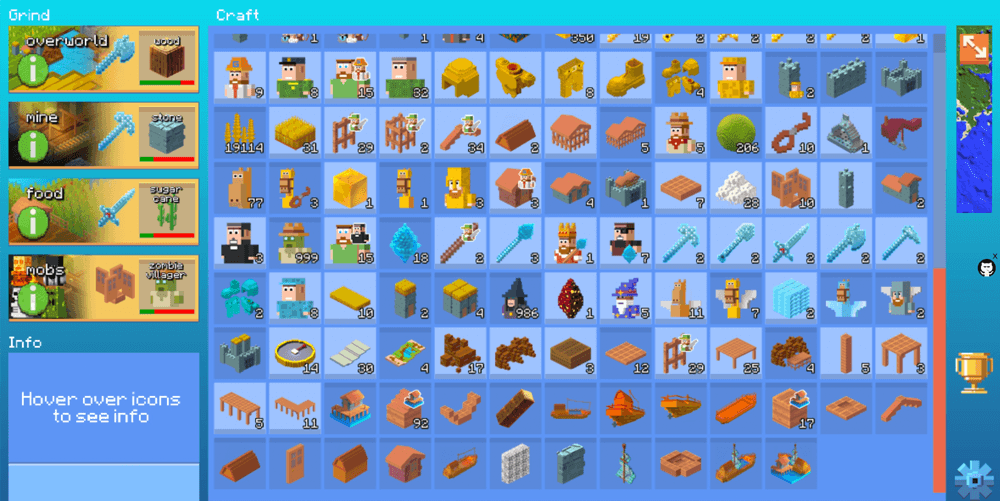 Grind
overworld
wood
i
mine
stone
i
food
sugar
cane
i
mobs
zombie
villager
i
Info
Hover over icons
to see info
Craft
1 1 4 350 19
9 8 15 32 8 4 2
19114 31 29 2 34 2 3 5 5 206 10 1
77 3 1 1 3 3 4 1 7 28 10 2
3 999 15 18 2 3 1 7 2 2 2 2 2
2 8 10 2 4 986 1 5 11 7 2 2
14 30 4 17 3 12 29 25 4 5 3
5 11 92 17
x